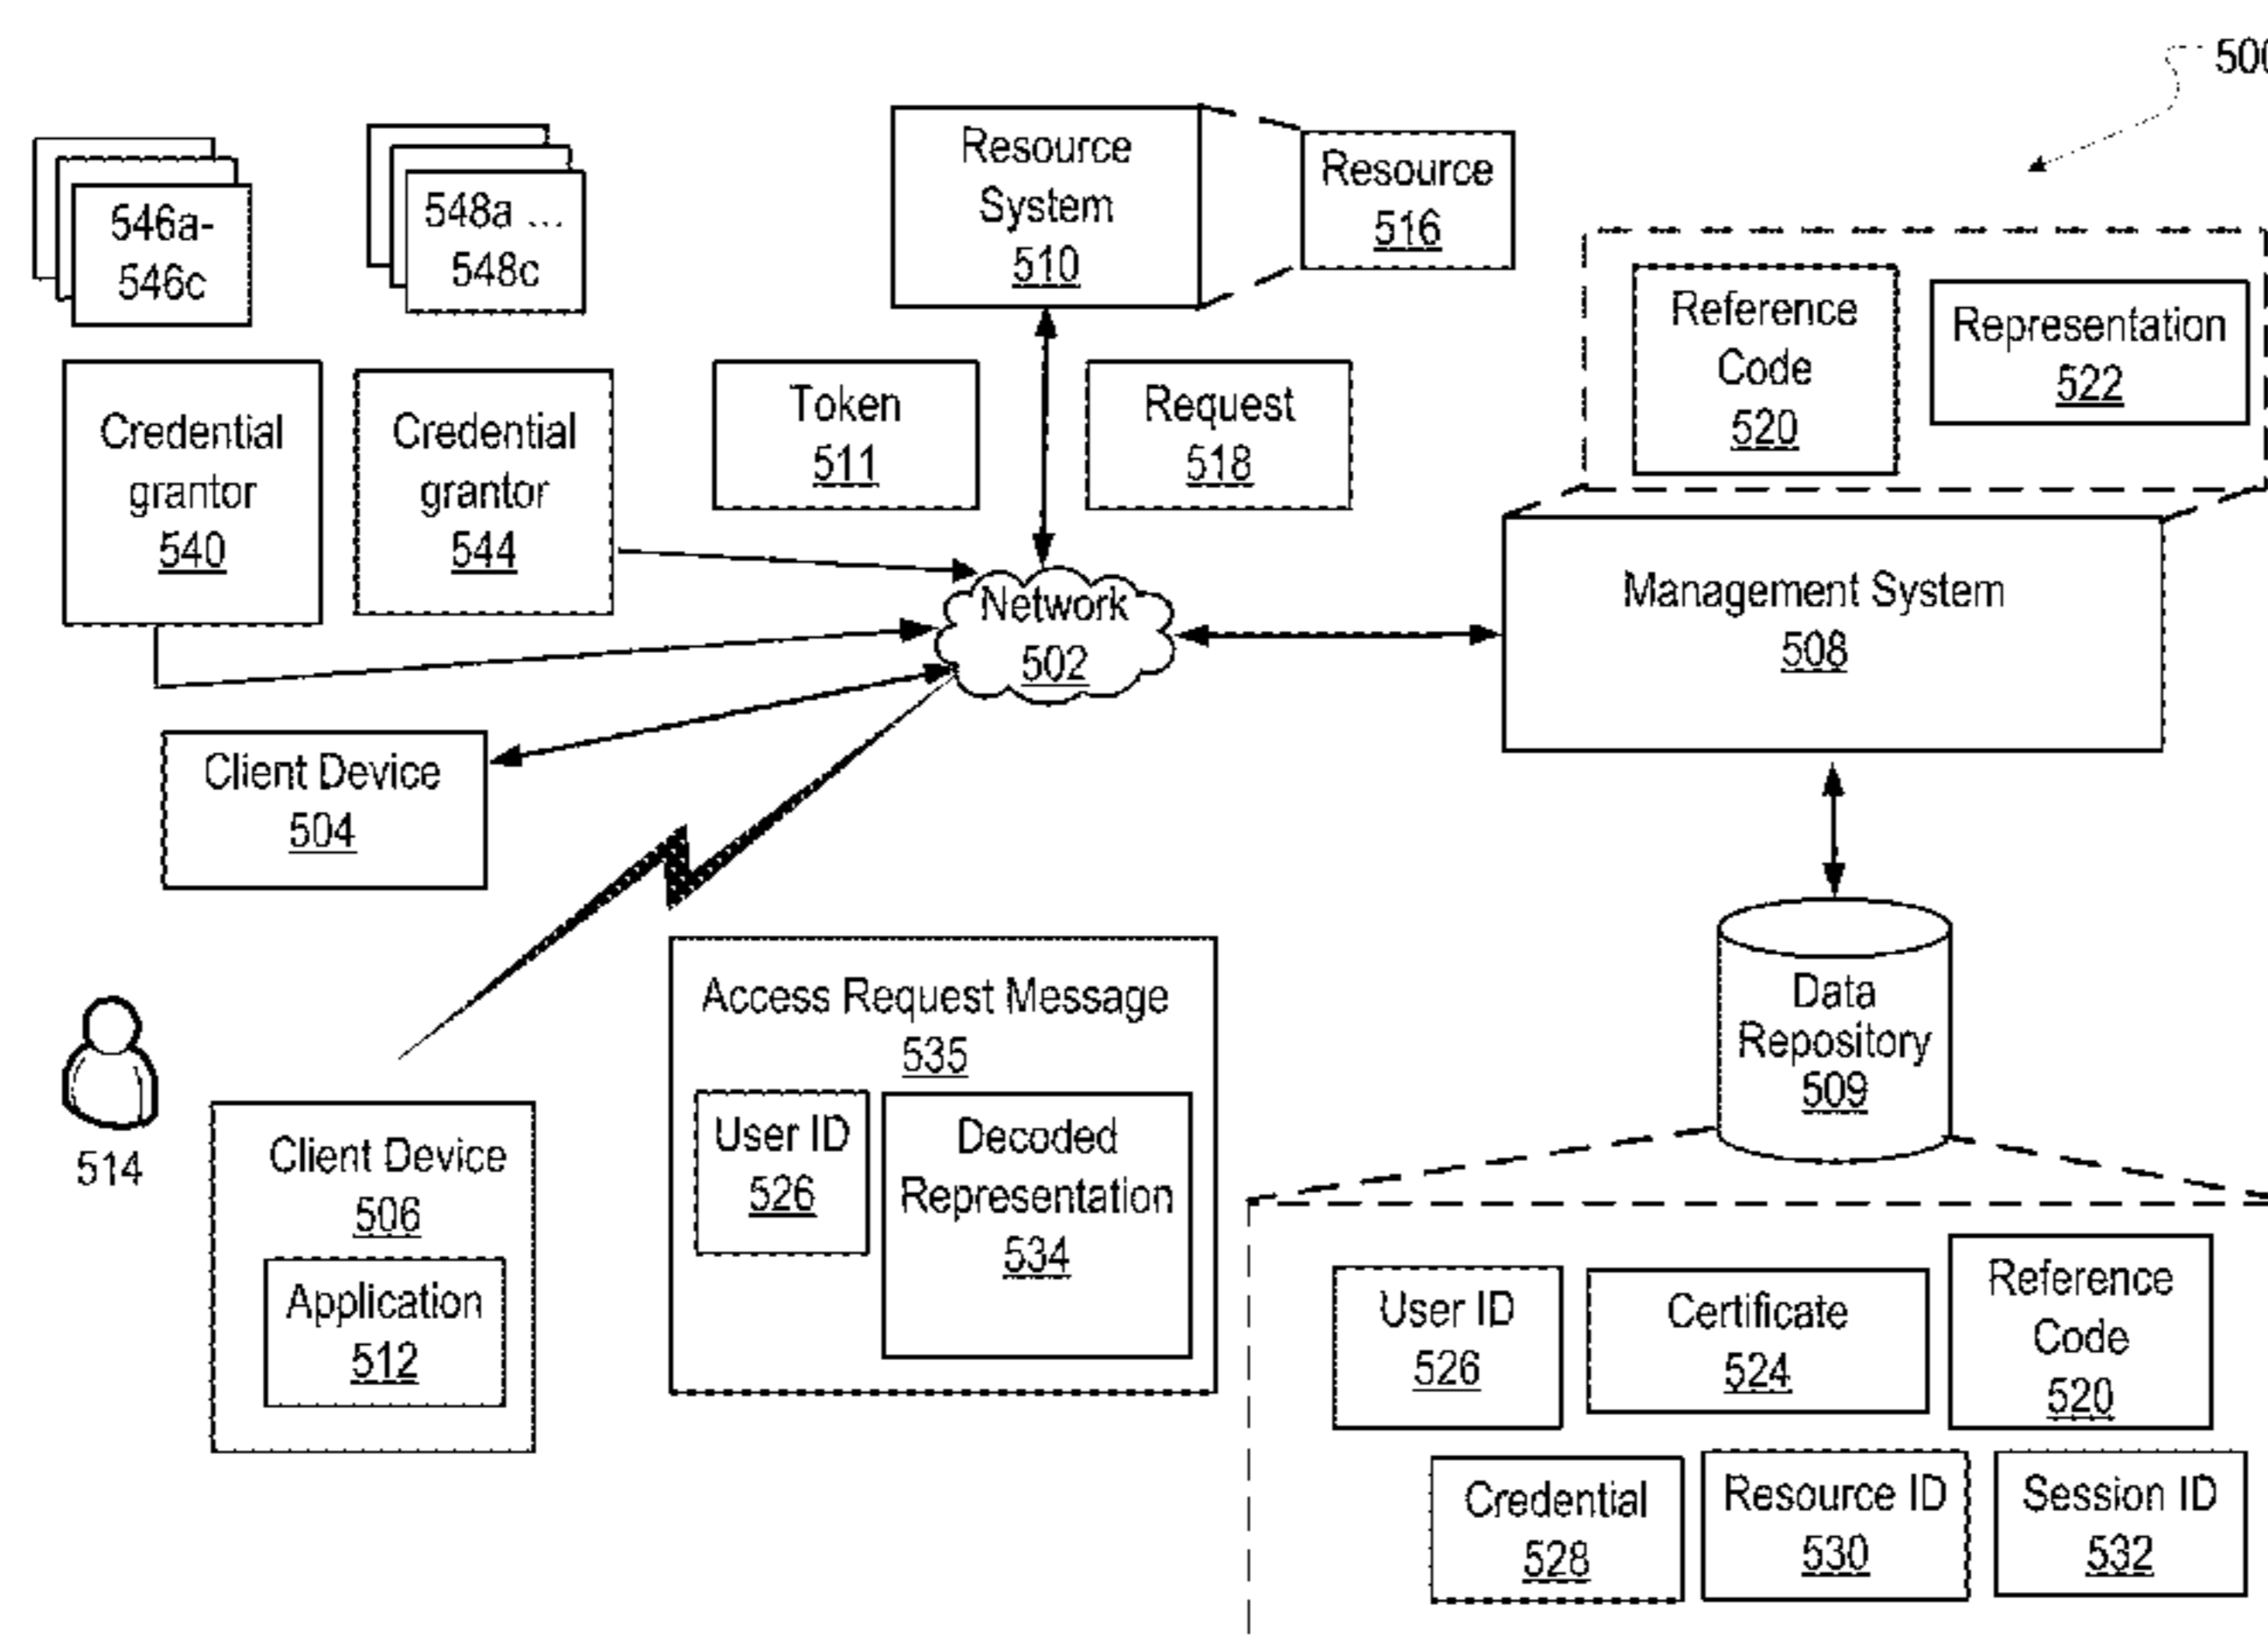 500
546a-
546c
548a ...
548c
Resource
System
510
Resource
516
Reference
Code
520
Representation
522
Credential
grantor
540
Credential
grantor
544
Token
511
Request
518
Network
502
Management System
508
Client Device
504
Data
Repository
509
514
Client Device
506
Application
512
Access Request Message
535
User ID
526
Decoded
Representation
534
User ID
526
Certificate
524
Reference
Code
520
Credential
528
Resource ID
530
Session ID
532